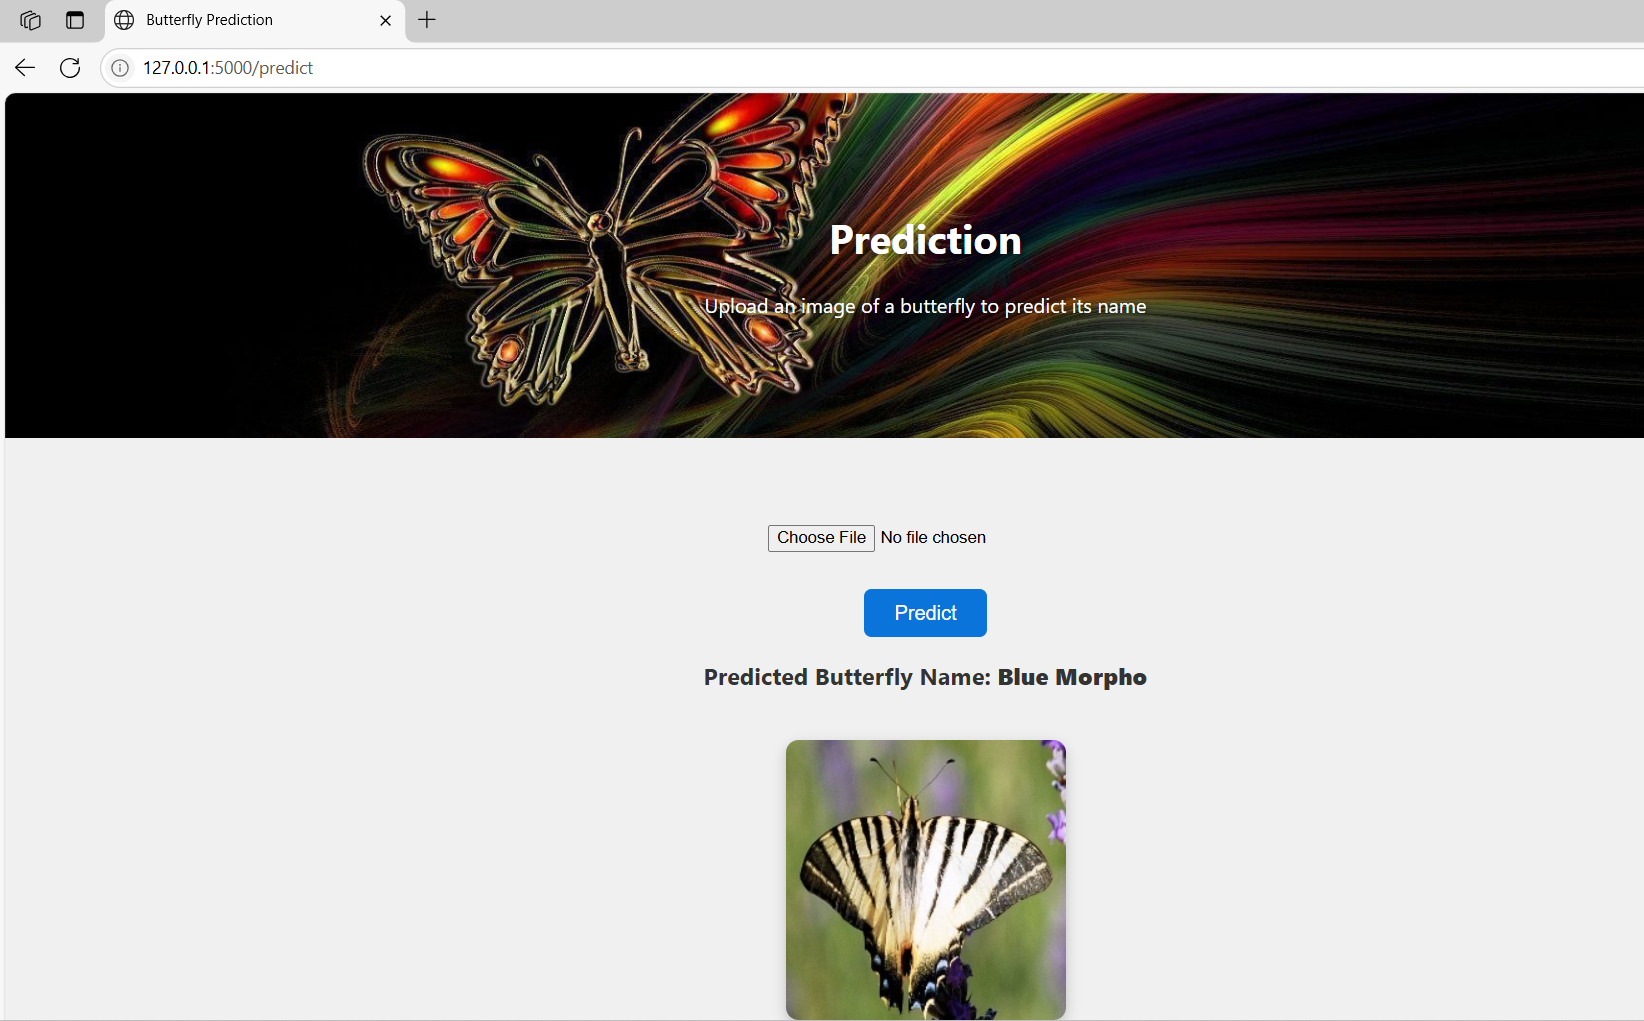 Butterfly Prediction
127.0.0.1:5000/predict
Prediction
Upload an image of a butterfly to predict its name
Choose File No file chosen
Predict
Predicted Butterfly Name: Blue Morpho